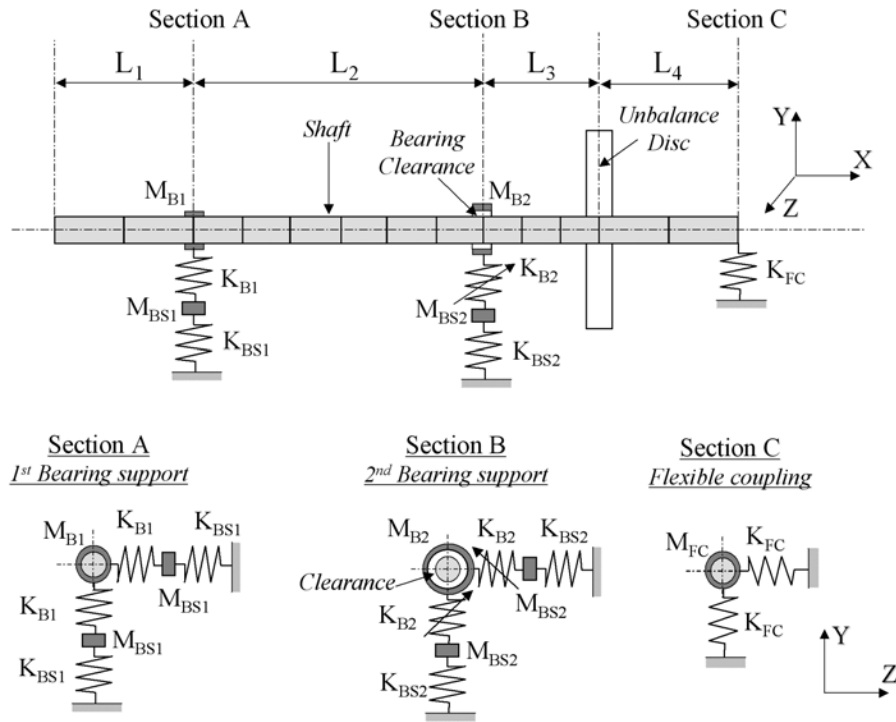 Section A
Section B
Section C
L1
L2
L3
L4
Shaft
Bearing
Clearance
Unbalance
Disc
Y
X
Z
MB1
MB2
KB1
KB2
KFC
MBS1
MBS2
KBS1
KBS2
Section A
1st Bearing support
Section B
2nd Bearing support
Section C
Flexible coupling
MB1
KB1
KBS1
MBS1
KB1
MBS1
KBS1
MB2
KB2
KBS2
Clearance
MBS2
KB2
MBS2
KBS2
MFC
KFC
KFC
Y
Z